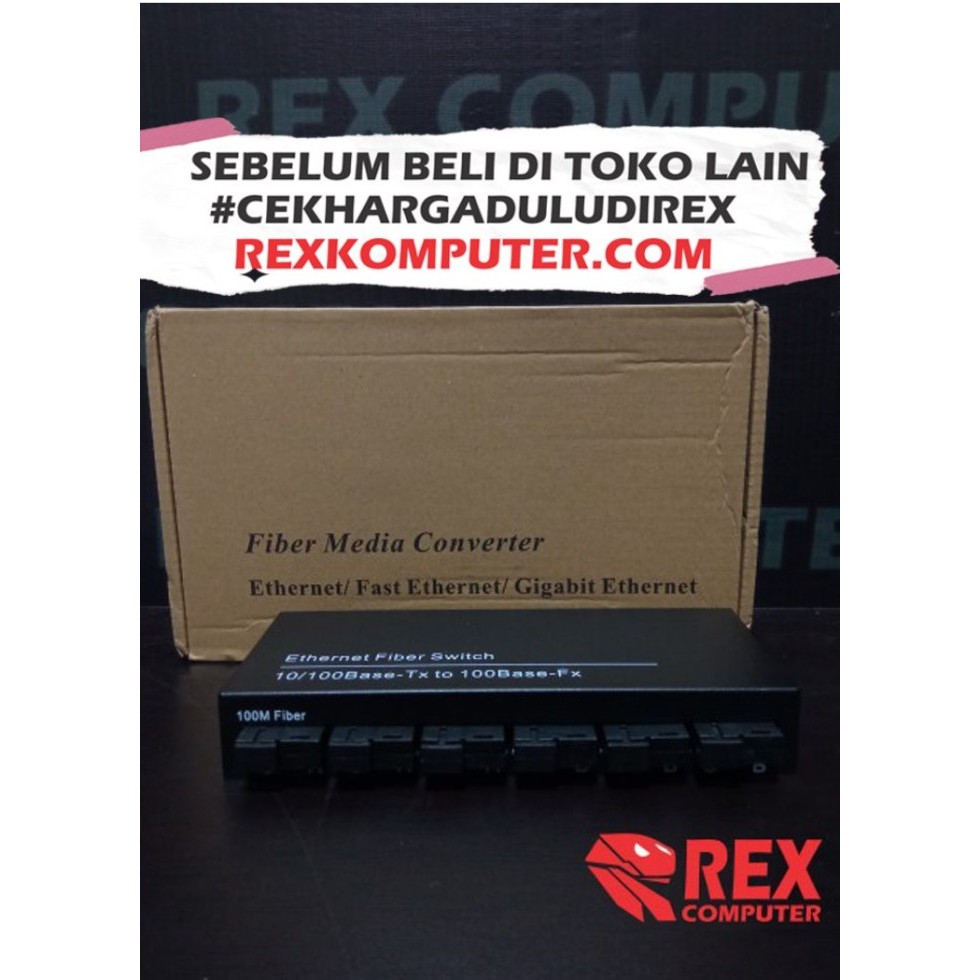 REX COMPU
SEBELUM BELI DI TOKO LAIN
#CEKHARGADULUDIREX
REXKOMPUTER.COM
TE
Fiber Media Converter
Ethernet/ Fast Ethernet/ Gigabit Ethernet
Ethernet Fiber Switch
10/100Base-Tx to 100Base-Fx
100M Fiber
D
REX
COMPUTER